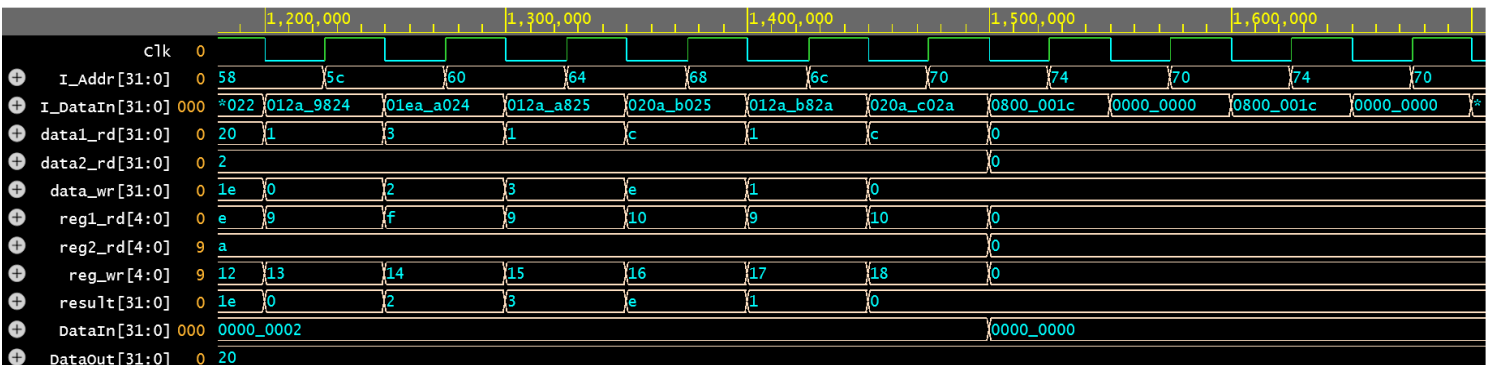 1,200,000 1,300,000 1,400,000 1,500,000 1,600,000
Clk 0
I_Addr[31:0] 0 58 5c 60 64 68 6c 70 74 70 74 70
I_DataIn[31:0] 000 *022 012a_9824 01ea_a024 012a_a825 020a_b025 012a_b82a 020a_c02a 0800_001c 0000_0000 0800_001c 0000_0000 *
data1_rd[31:0] 0 20 1 3 1 c 1 c 0
data2_rd[31:0] 0 2 0
data_wr[31:0] 0 1e 0 2 3 e 1 0
reg1_rd[4:0] 0 e 9 f 9 10 9 10 0
reg2_rd[4:0] 9 a 0
reg_wr[4:0] 9 12 13 14 15 16 17 18 0
result[31:0] 0 1e 0 2 3 e 1 0
DataIn[31:0] 000 0000_0002 0000_0000
DataOut[31:0] 0 20